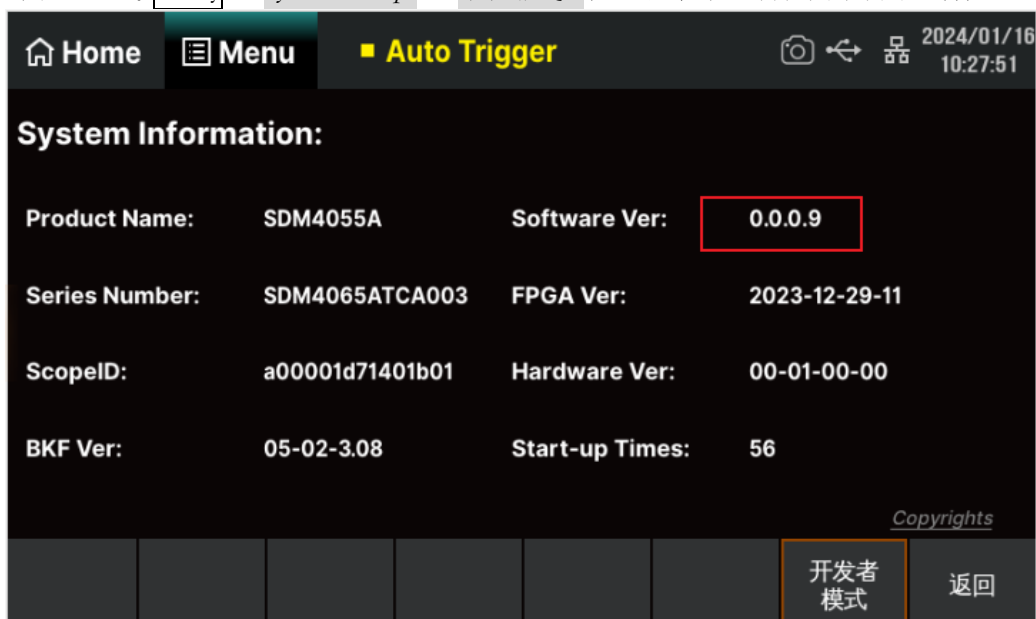 Home Menu Auto Trigger 2024/01/16
10:27:51
System Information:
Product Name: SDM4055A Software Ver: 0.0.0.9
Series Number: SDM4065ATCA003 FPGA Ver: 2023-12-29-11
ScopeID: a00001d71401b01 Hardware Ver: 00-01-00-00
BKF Ver: 05-02-3.08 Start-up Times: 56
Copyrights
开发者
模式
返回